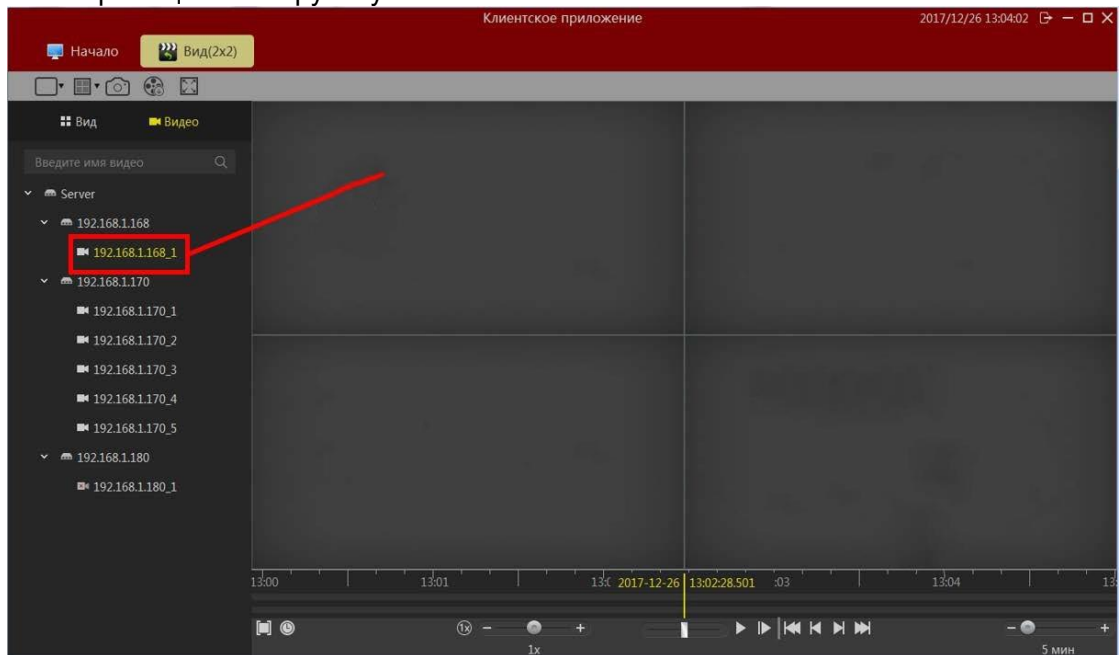 Клиентское приложение 2017/12/26 13:04:02
Начало Вид(2x2)
Вид Видео
Введите имя видео
Server
192.168.1.168
192.168.1.168_1
192.168.1.170
192.168.1.170_1
192.168.1.170_2
192.168.1.170_3
192.168.1.170_4
192.168.1.170_5
192.168.1.180
192.168.1.180_1
13:00 13:01 2017-12-26 13:02:28.501 :03 13:04
1x
1x 5 мин